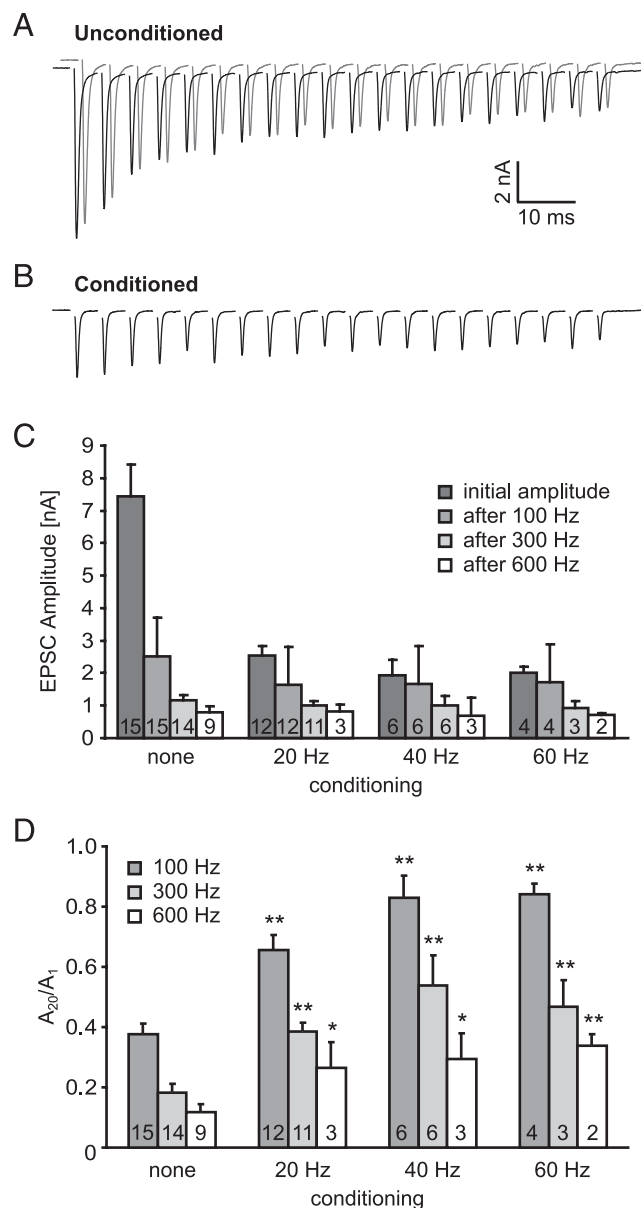 A
Unconditioned
2 nA
10 ms
B
Conditioned
C
EPSC Amplitude [nA]
9
8
7
6
5
4
3
2
1
0
initial amplitude
after 100 Hz
after 300 Hz
after 600 Hz
15 15 14 9 12 12 11 3 6 6 6 3 4 4 3 2
none 20 Hz 40 Hz 60 Hz
conditioning
D
A20/A1
1.0
0.8
0.6
0.4
0.2
0
100 Hz
300 Hz
600 Hz
** ** * ** ** * ** ** **
15 14 9 12 11 3 6 6 3 4 3 2
none 20 Hz 40 Hz 60 Hz
conditioning